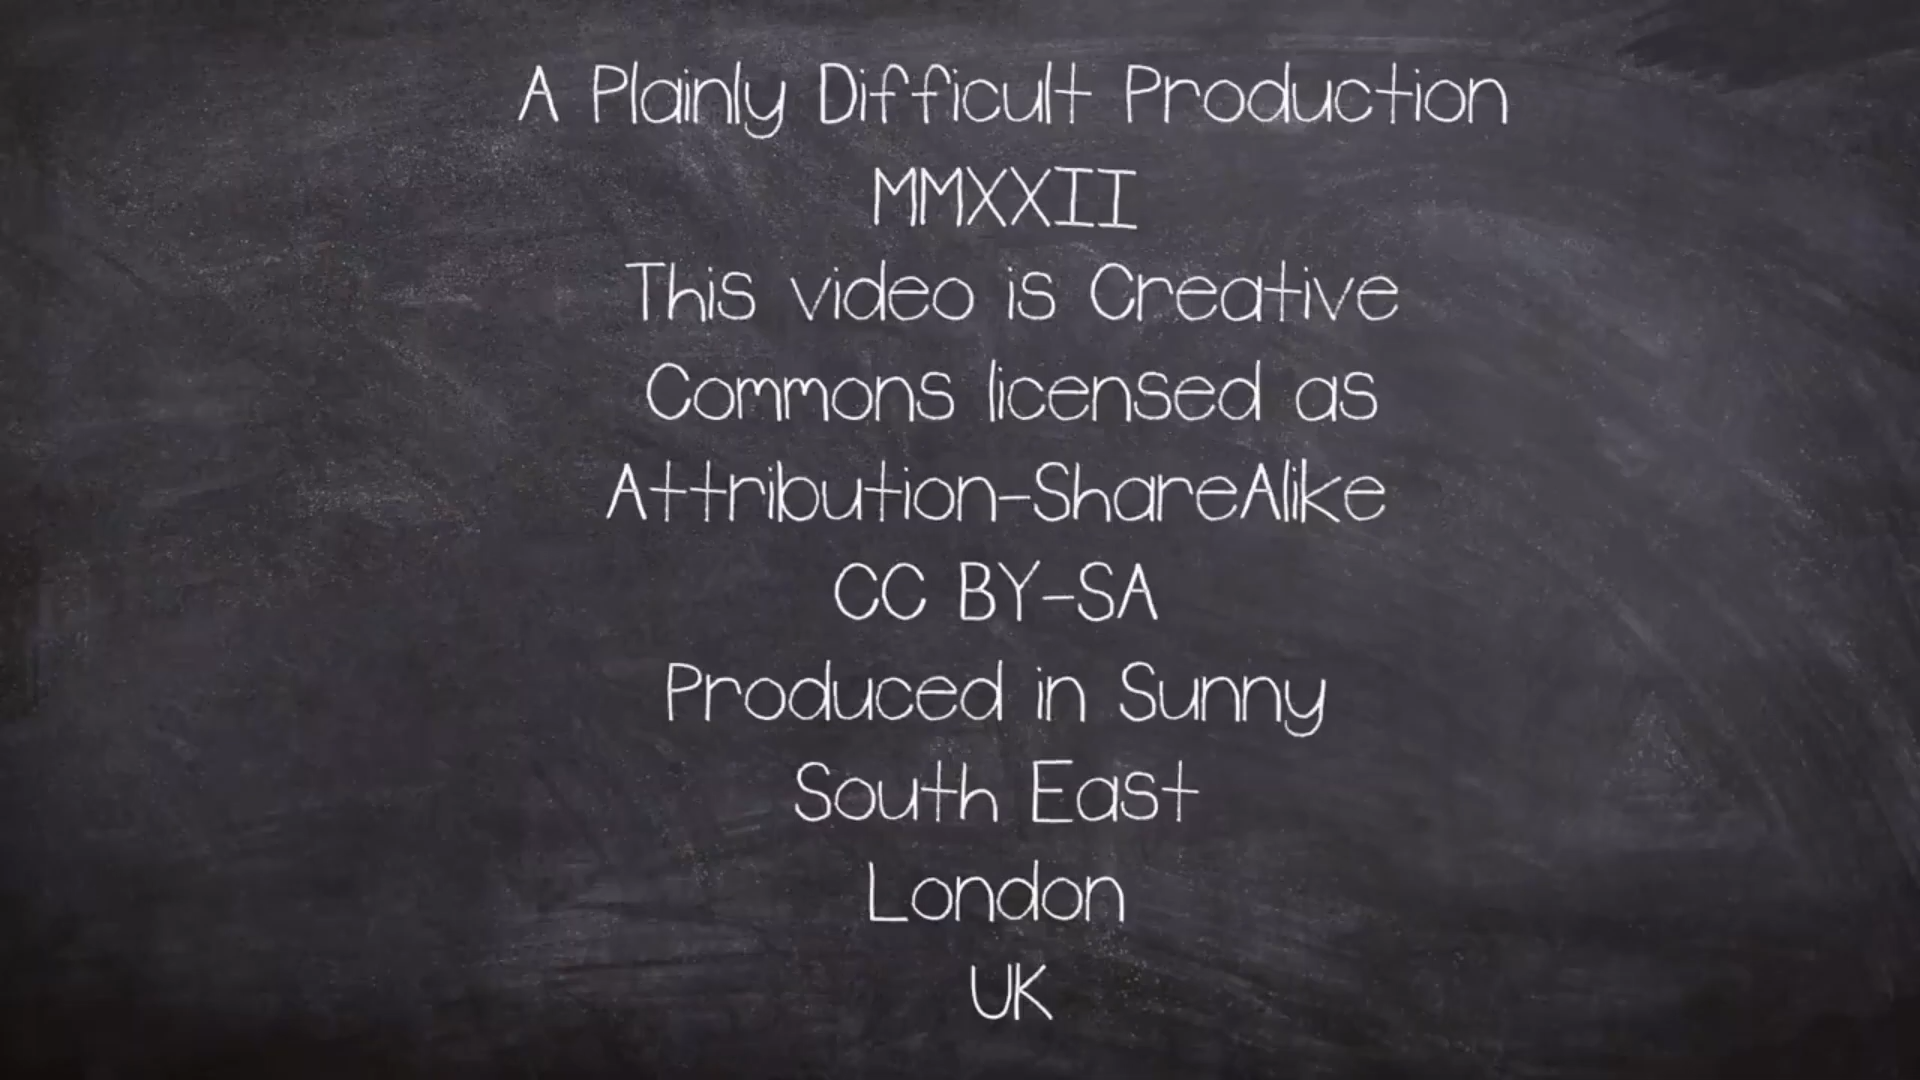 A Plainly Difficult Production
MMXXII
This video is Creative
Commons licensed as
Attribution-ShareAlike
CC BY-SA
Produced in Sunny
South East
London
UK